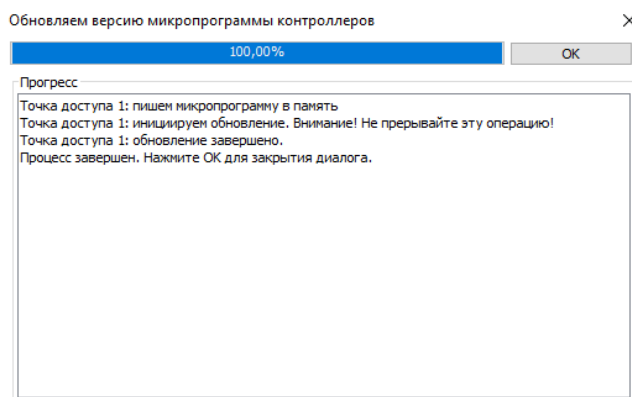 Обновляем версию микропрограммы контроллеров
100,00%
OK
Прогресс
Точка доступа 1: пишем микропрограмму в память
Точка доступа 1: инициируем обновление. Внимание! Не прерывайте эту операцию!
Точка доступа 1: обновление завершено.
Процесс завершен. Нажмите ОК для закрытия диалога.